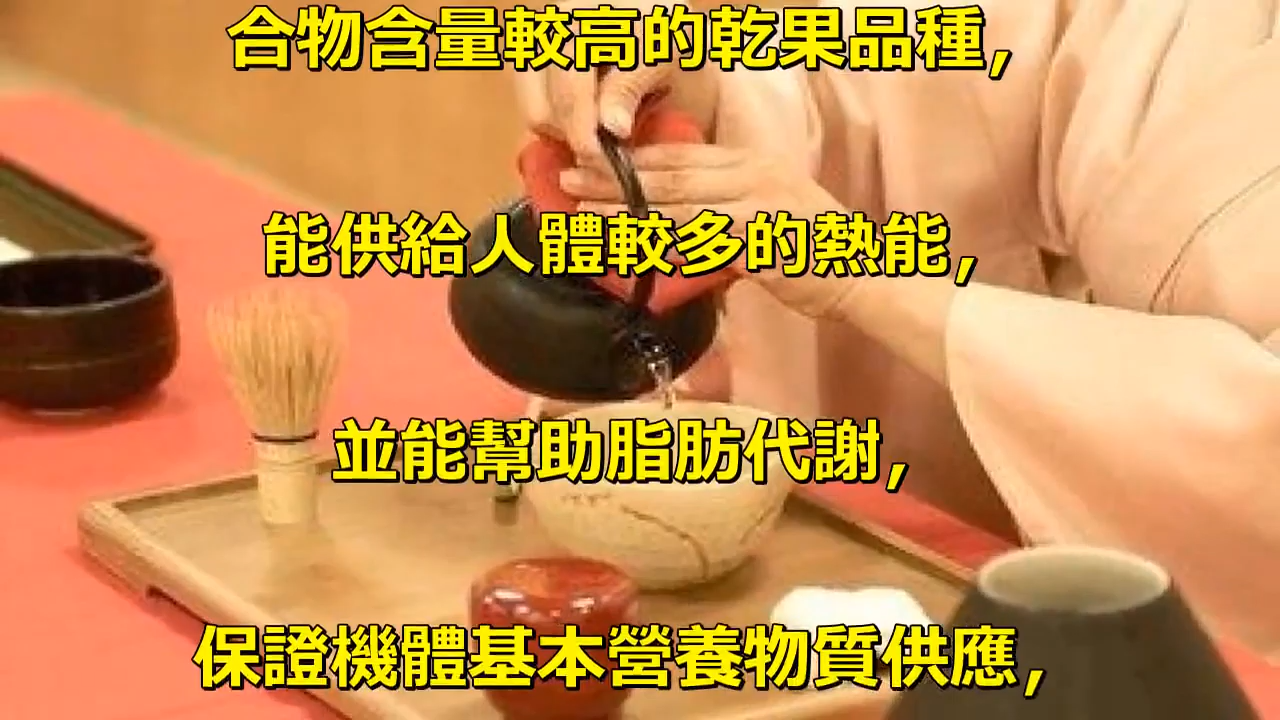 合物含量較高的乾果品種，
能供給人體較多的熱能，
並能幫助脂肪代謝，
保證機體基本營養物質供應，